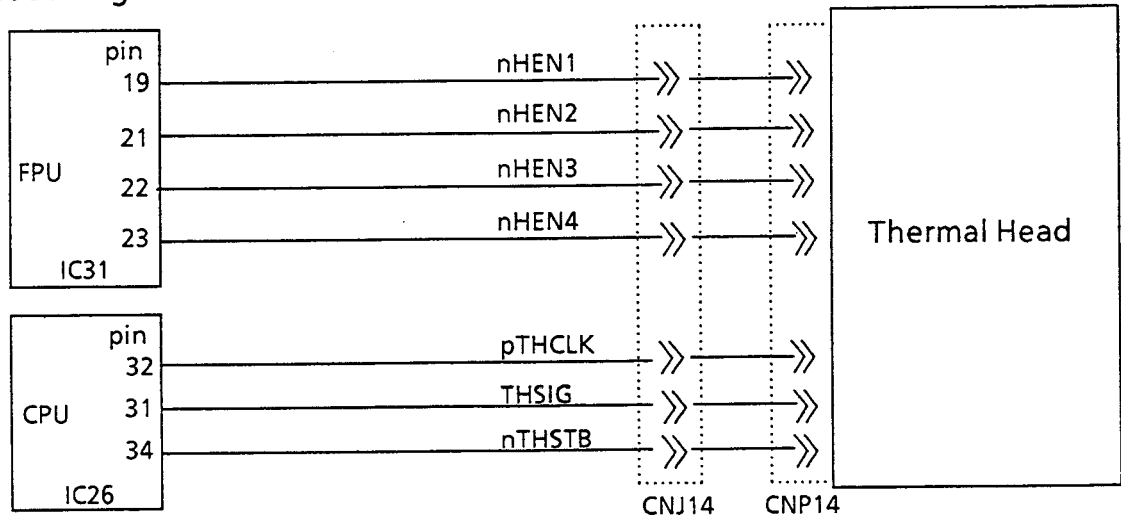 pin
19
nHEN1
21
nHEN2
FPU
22
nHEN3
23
nHEN4
IC31
Thermal Head
pin
32
pTHCLK
CPU
31
THSIG
34
nTHSTB
IC26
CNJ14
CNP14